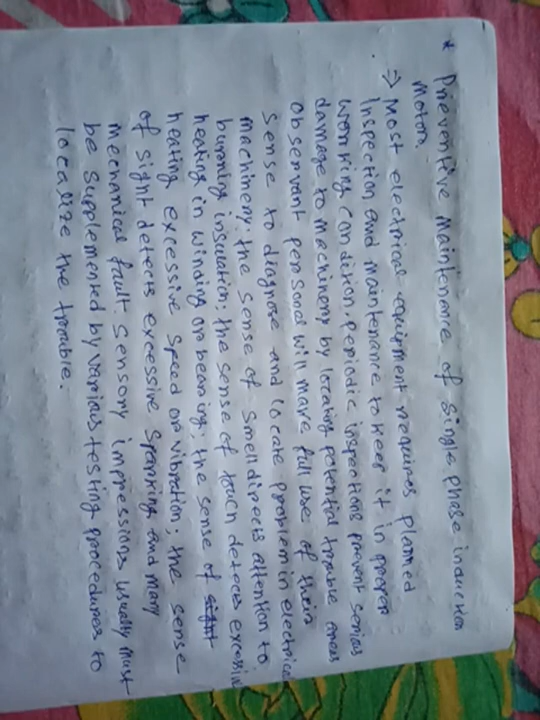 * Prieventive maintenance of single phase induction
Motors.
⇒ Most electrical equipment requires planned
Inspection and maintenance to keep it in proper
working condition. periodic inspections prevent serious
damage to machinery by locating potential trouble areas
observant personal will make full use of their
sense to diagnose and locate problem in electrical
machinery: the sense of smell directs attention to
burning insulation; the sense of touch deteces excessive
heating in winding or bearing; the sense of sight
heating excessive speed or vibration; the sense
of sight detects excessive sparking and many
mechanical fault. sensory impressions usually must
be supplemented by various testing procedures to
localize the trouble.